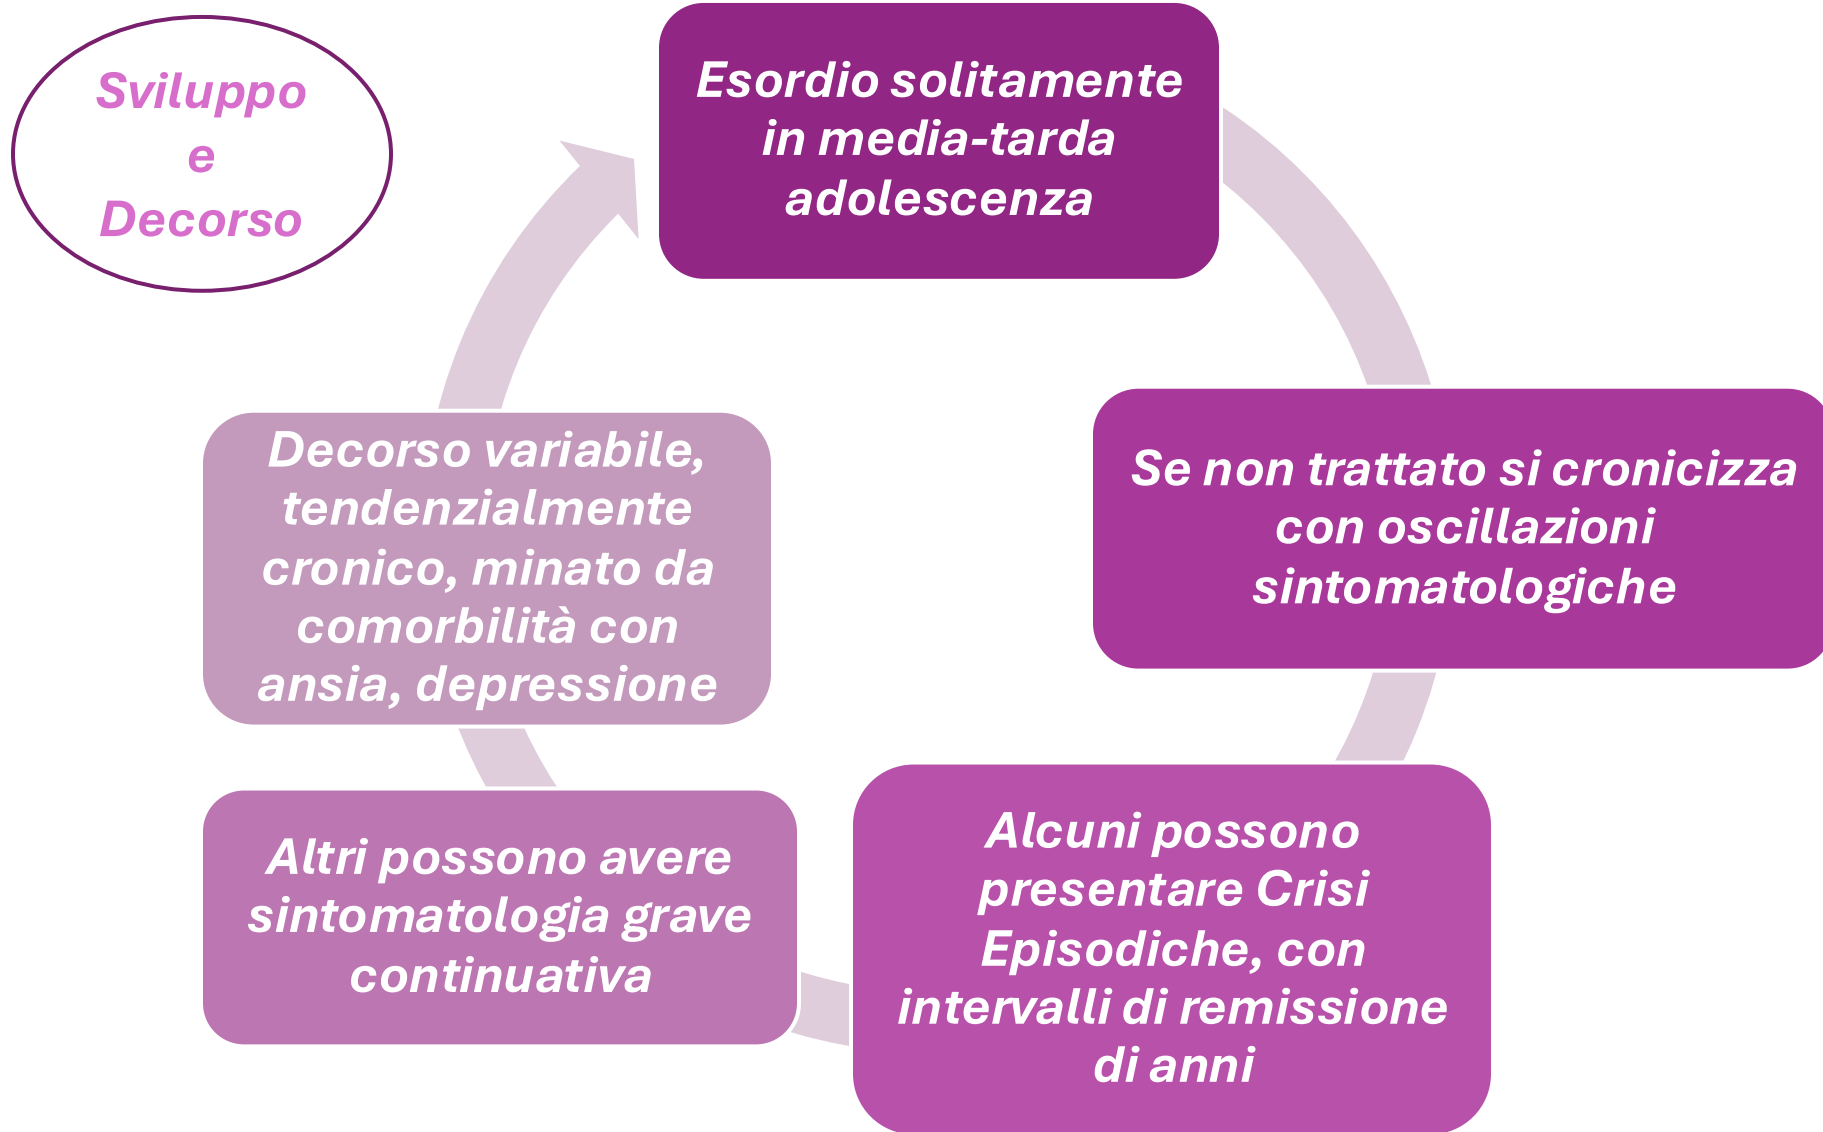 Sviluppo
e
Decorso
Esordio solitamente
in media-tarda
adolescenza
Se non trattato si cronicizza
con oscillazioni
sintomatologiche
Alcuni possono
presentare Crisi
Episodiche, con
intervalli di remissione
di anni
Altri possono avere
sintomatologia grave
continuativa
Decorso variabile,
tendenzialmente
cronico, minato da
comorbilità con
ansia, depressione